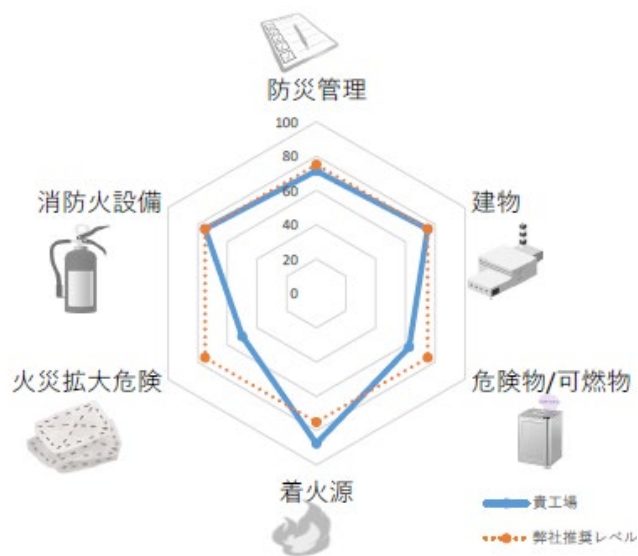 防災管理
100
80
60
40
20
0
消防火設備
建物
火災拡大危険
危険物/可燃物
着火源
貴工場
弊社推奨レベル